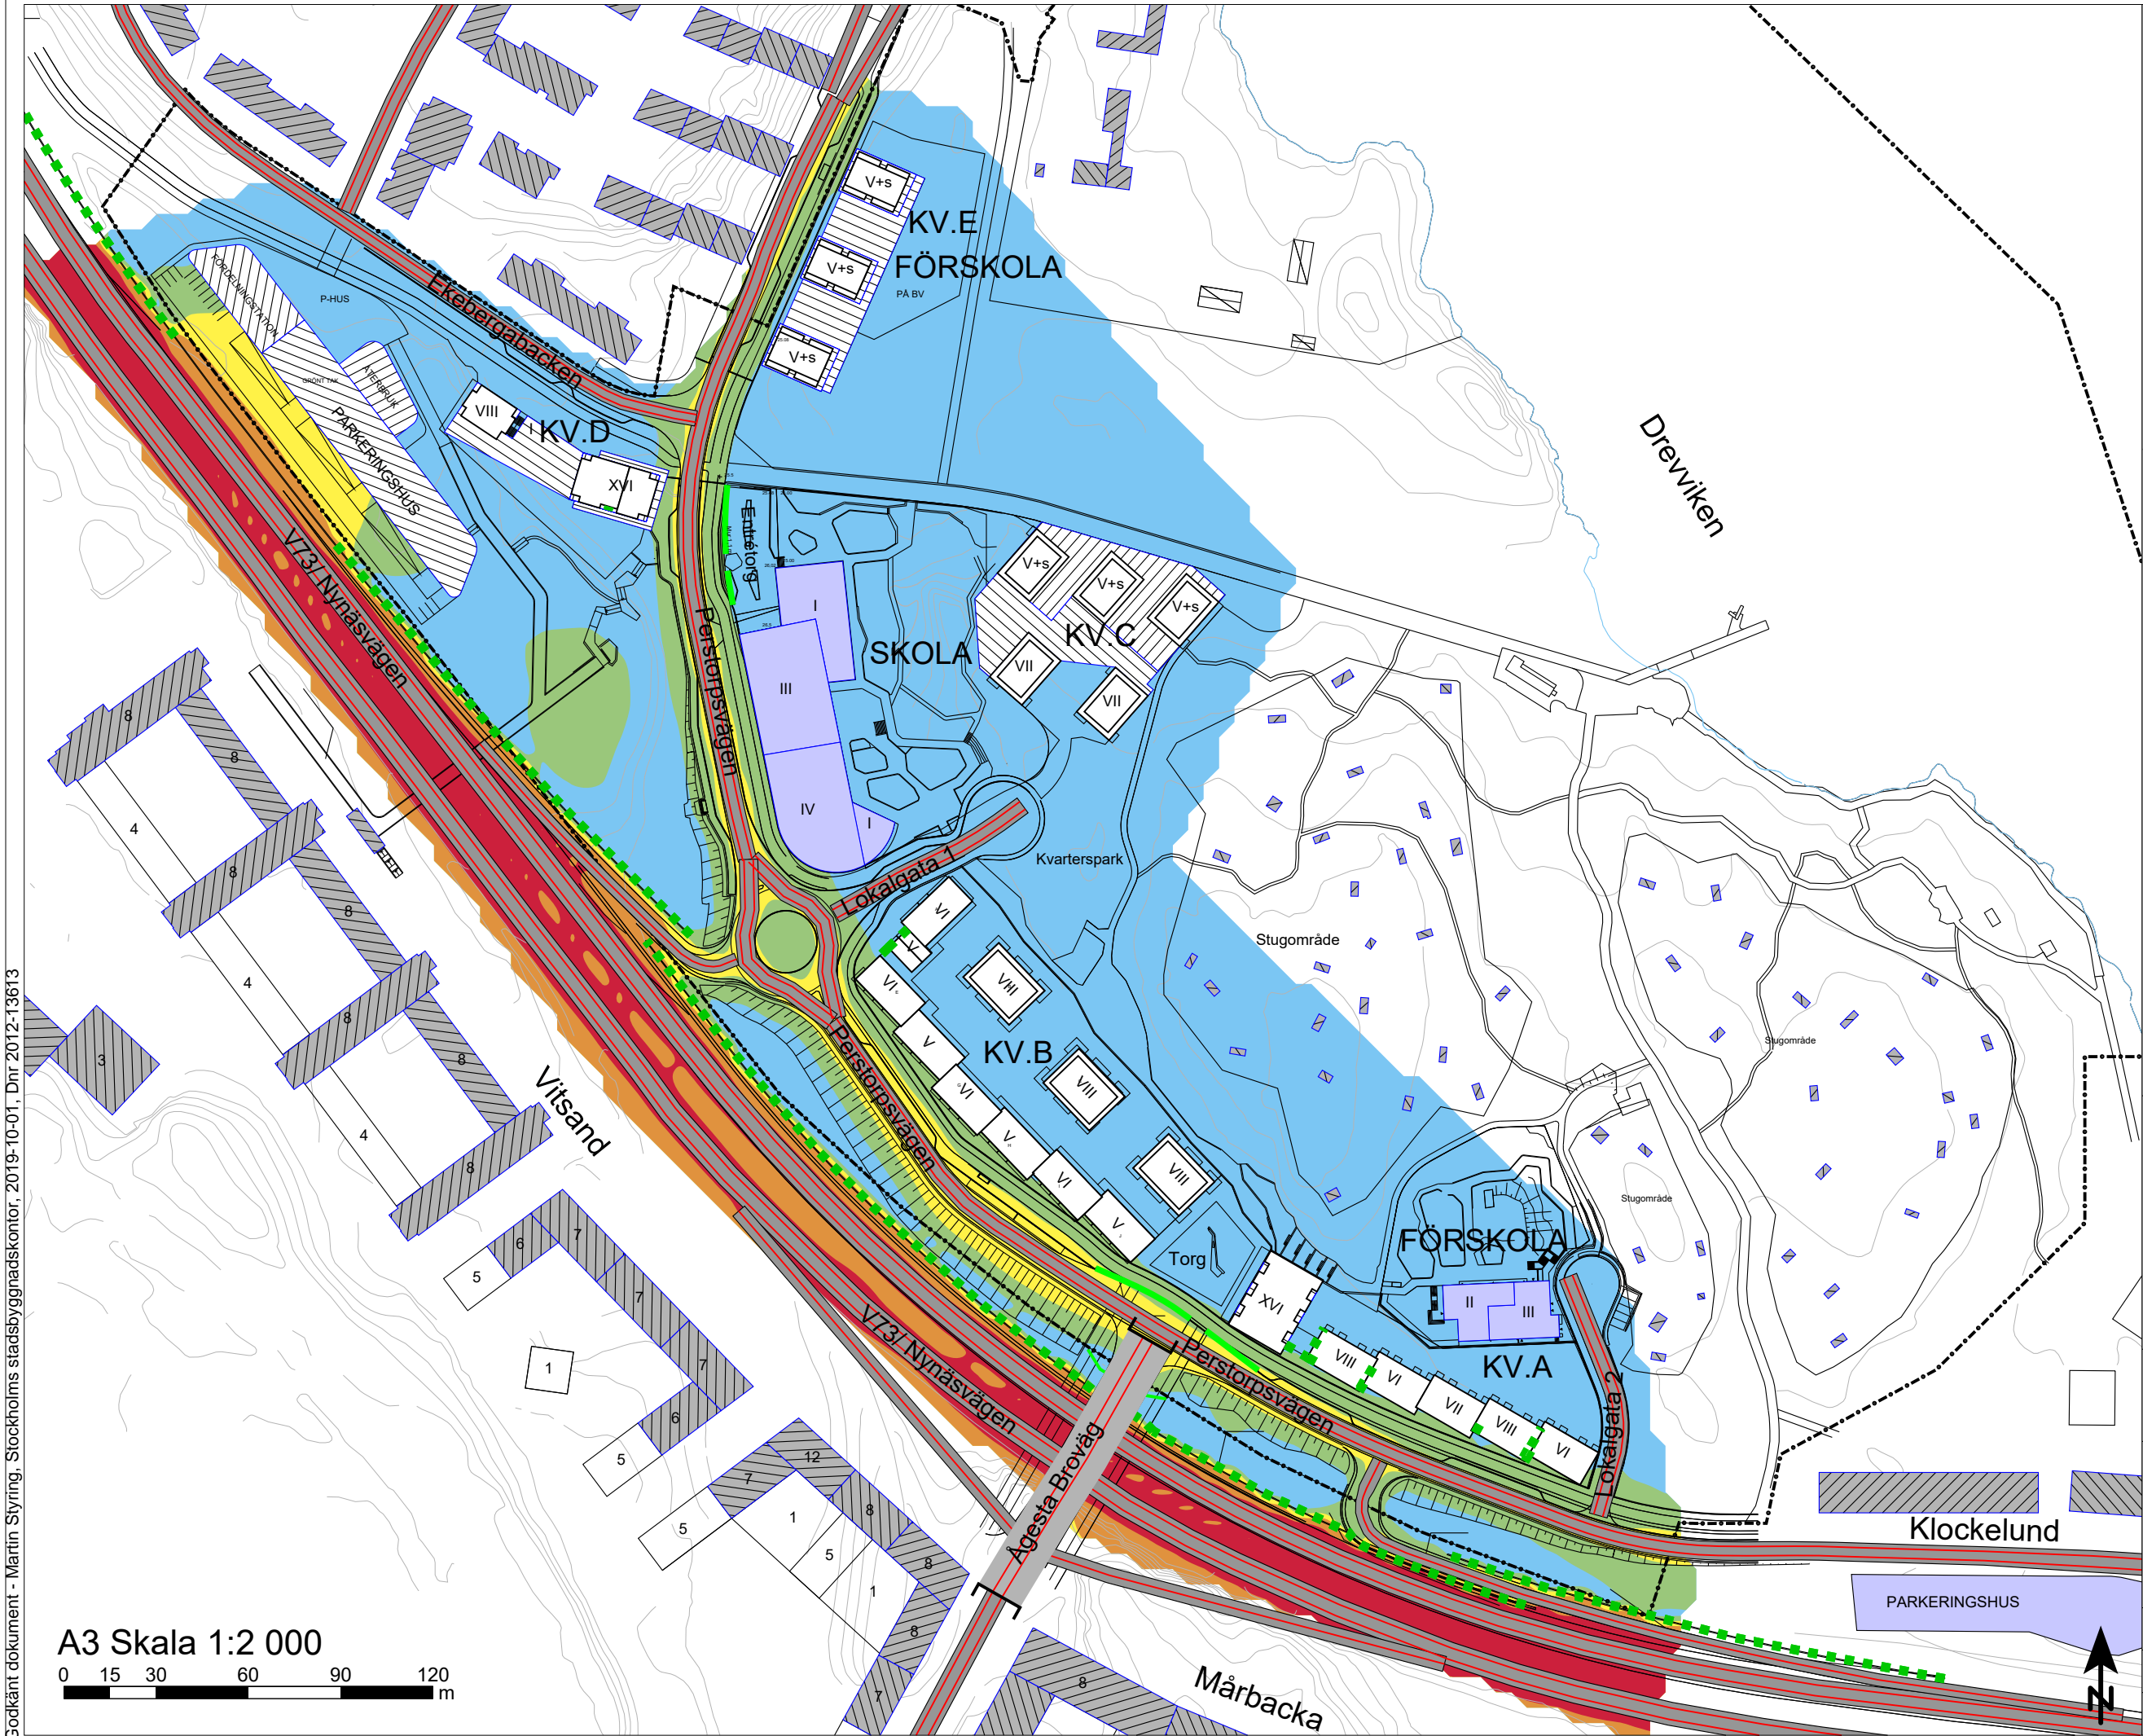 KV.E
FÖRSKOLA
PÅ BV
V+s
V+s
V+s
Ekebergabacken
FÖRDELNINGSTATION
P-HUS
GRÖNT TAK
ÅTERBRUK
PARKERINGSHUS
VIII
I
KV.D
XVI
Entrétorg
Drevviken
V73/ Nynäsvägen
Perstorpsvägen
I
III
IV
I
SKOLA
V+s
V+s
V+s
KV.C
VII
VII
Lokalgata 1
Kvarterspark
Stugområde
Stugområde
Stugområde
VI
V
VI
V
VI
V
VI
V
VIII
VIII
VIII
KV.B
Perstorpsvägen
Torg
XVI
FÖRSKOLA
II
III
KV.A
VIII
VI
VII
VIII
VI
Lokalgata 2
Perstorpsvägen
V73/ Nynäsvägen
Ågesta Broväg
Vitsand
8
8
4
8
8
4
8
8
4
8
3
7
6
5
7
7
1
6
5
12
7
8
5
1
5
8
1
8
7
8
Mårbacka
Klockelund
PARKERINGSHUS
N
A3 Skala 1:2 000
0 15 30 60 90 120
m
Godkänt dokument - Martin Styring, Stockholms stadsbyggnadskontor, 2019-10-01, Dnr 2012-13613